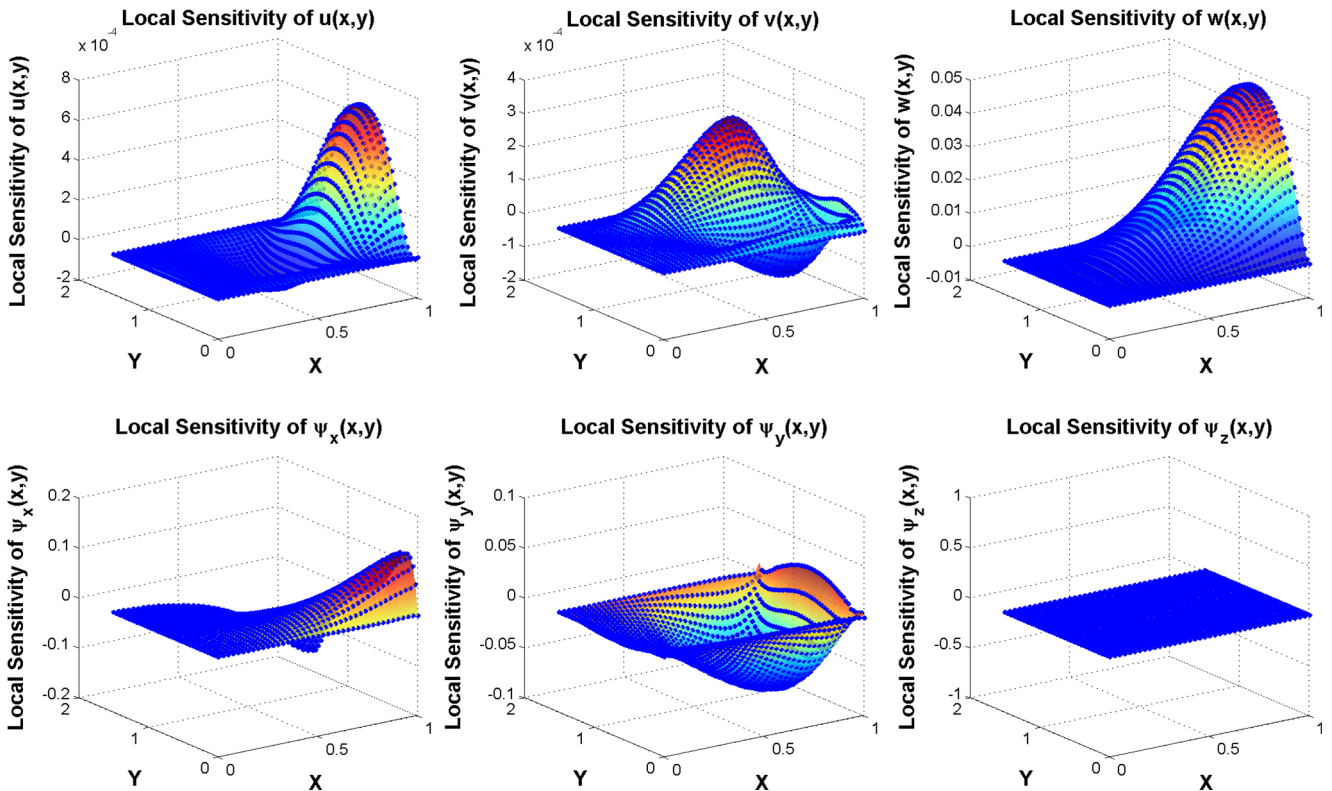 Local Sensitivity of u(x,y)
x 10^-4
Local Sensitivity of u(x,y)
8
6
4
2
0
-2
2
1
0
0
0.5
1
Y
X
Local Sensitivity of v(x,y)
x 10^-4
Local Sensitivity of v(x,y)
4
3
2
1
0
-1
-2
2
1
0
0
0.5
1
Y
X
Local Sensitivity of w(x,y)
Local Sensitivity of w(x,y)
0.05
0.04
0.03
0.02
0.01
0
-0.01
2
1
0
0
0.5
1
Y
X
Local Sensitivity of ψ_x(x,y)
Local Sensitivity of ψ_x(x,y)
0.2
0.1
0
-0.1
-0.2
2
1
0
0
0.5
1
Y
X
Local Sensitivity of ψ_y(x,y)
Local Sensitivity of ψ_y(x,y)
0.1
0.05
0
-0.05
-0.1
2
1
0
0
0.5
1
Y
X
Local Sensitivity of ψ_z(x,y)
Local Sensitivity of ψ_z(x,y)
1
0.5
0
-0.5
-1
2
1
0
0
0.5
1
Y
X